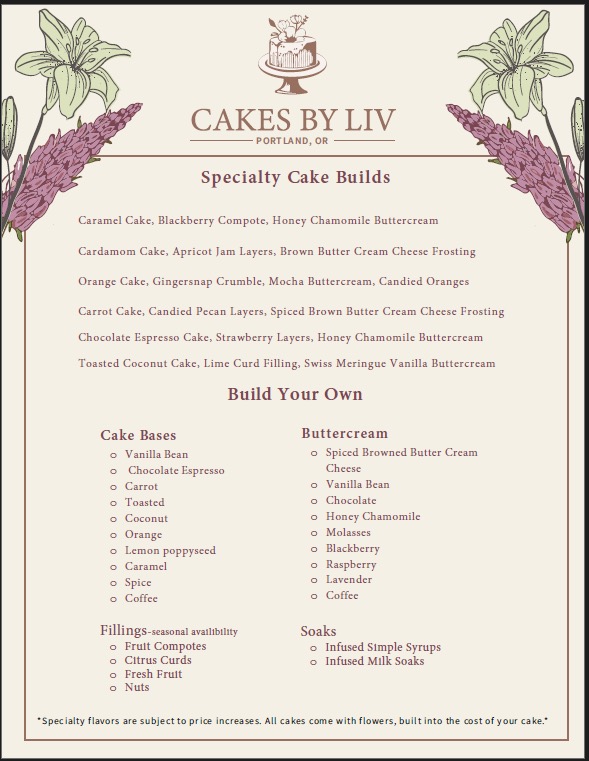 CAKES BY LIV
PORTLAND, OR
Specialty Cake Builds
Caramel Cake, Blackberry Compote, Honey Chamomile Buttercream
Cardamom Cake, Apricot Jam Layers, Brown Butter Cream Cheese Frosting
Orange Cake, Gingersnap Crumble, Mocha Buttercream, Candied Oranges
Carrot Cake, Candied Pecan Layers, Spiced Brown Butter Cream Cheese Frosting
Chocolate Espresso Cake, Strawberry Layers, Honey Chamomile Buttercream
Toasted Coconut Cake, Lime Curd Filling, Swiss Meringue Vanilla Buttercream
Build Your Own
Cake Bases
o Vanilla Bean
o Chocolate Espresso
o Carrot
o Toasted
o Coconut
o Orange
o Lemon poppyseed
o Caramel
o Spice
o Coffee
Buttercream
o Spiced Browned Butter Cream
Cheese
o Vanilla Bean
o Chocolate
o Honey Chamomile
o Molasses
o Blackberry
o Raspberry
o Lavender
o Coffee
Fillings-seasonal availibility
o Fruit Compotes
o Citrus Curds
o Fresh Fruit
o Nuts
Soaks
o Infused Simple Syrups
o Infused Milk Soaks
*Specialty flavors are subject to price increases. All cakes come with flowers, built into the cost of your cake.*